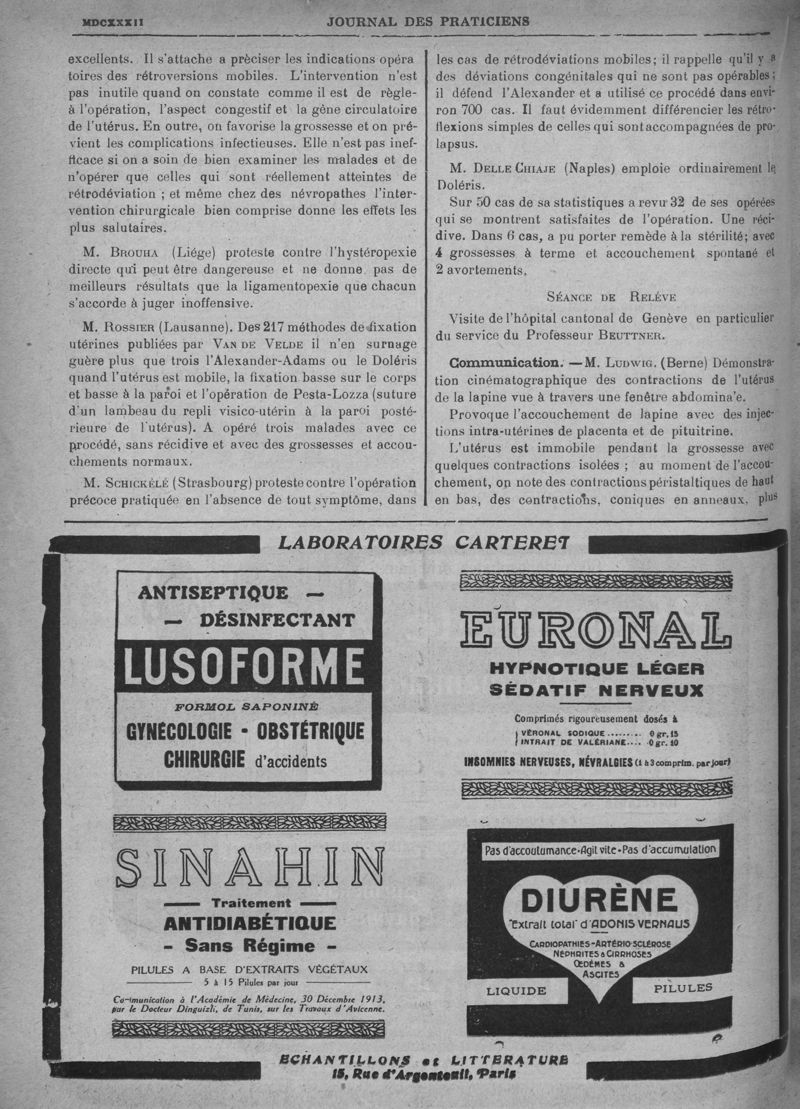 MDCXXXII
JOURNAL DES PRATICIENS
excellents. Il s'attache a préciser les indications opéra
toires des rétroversions mobiles. L'intervention n'est
pas inutile quand on constate comme il est de règle-
à l'opération, l'aspect congestif et la gêne circulatoire
de l'utérus. En outre, on favorise la grossesse et on pré-
vient les complications infectieuses. Elle n'est pas inef-
ficace si on a soin de bien examiner les malades et de
n'opérer que celles qui sont réellement atteintes de
rétrodéviation ; et même chez des névropathes l'inter-
vention chirurgicale bien comprise donne les effets les
plus salutaires.
M. BROUHA (Liége) proteste contre l'hystéropexie
directe qui peut être dangereuse et ne donne pas de
meilleurs résultats que la ligamentopexie que chacun
s'accorde à juger inoffensive.
M. ROSSIER (Lausanne). Des 217 méthodes de fixation
utérines publiées par VAN DE VELDE il n'en surnage
guère plus que trois l'Alexander-Adams ou le Doléris
quand l'utérus est mobile, la fixation basse sur le corps
et basse à la paroi et l'opération de Pesta-Lozza (suture
d'un lambeau du repli visico-utérin à la paroi posté-
rieure de l'utérus). A opéré trois malades avec ce
procédé, sans récidive et avec des grossesses et accou-
chements normaux.
M. SCHICKÉLÉ (Strasbourg) proteste contre l'opération
précoce pratiquée en l'absence de tout symptôme, dans
les cas de rétrodéviations mobiles ; il rappelle qu'il y a
des déviations congénitales qui ne sont pas opérables ;
il défend l'Alexander et a utilisé ce procédé dans envi-
ron 700 cas. Il faut évidemment différencier les rétro-
flexions simples de celles qui sont accompagnées de pro-
lapsus.
M. DELLE CHIAJE (Naples) emploie ordinairement le
Doléris.
Sur 50 cas de sa statistiques a revu 32 de ses opérées
qui se montrent satisfaites de l'opération. Une réci-
dive. Dans 6 cas, a pu porter remède à la stérilité ; avec
4 grossesses à terme et accouchement spontané et
2 avortements.
SÉANCE DE RELÉVE
Visite de l'hôpital cantonal de Genève en particulier
du service du Professeur BEUTTNER.
Communication. — M. LUDWIG. (Berne) Démonstra-
tion cinématographique des contractions de l'utérus
de la lapine vue à travers une fenêtre abdomina'e.
Provoque l'accouchement de lapine avec des injec-
tions intra-utérines de placenta et de pituitrine.
L'utérus est immobile pendant la grossesse avec
quelques contractions isolées ; au moment de l'accou-
chement, on note des contractions péristaltiques de haut
en bas, des contractions, coniques en anneaux, plus
LABORATOIRES CARTERET
ANTISEPTIQUE —
— DÉSINFECTANT
LUSOFORME
FORMOL SAPONINÉ
GYNÉCOLOGIE - OBSTÉTRIQUE
CHIRURGIE d'accidents
EURONAL
HYPNOTIQUE LÉGER
SÉDATIF NERVEUX
Comprimés rigoureusement dosés à
VÉRONAL SODIQUE ......... 0 gr. 15
INTRAIT DE VALÉRIANE.... 0 gr. 10
INSOMNIES NERVEUSES, NÉVRALGIES (1 à 3 comprim. par jour)
SINAHIN
Traitement
ANTIDIABÉTIQUE
- Sans Régime -
PILULES A BASE D'EXTRAITS VÉGÉTAUX
5 à 15 Pilules par jour
Co-imunication à l'Académie de Médecine, 30 Décembre 1913,
par le Docteur Dinguizli, de Tunis, sur les Travaux d'Avicenne.
Pas d'accoutumance-Agit vite-Pas d'accumulation
DIURÈNE
"Extrait total" d'ADONIS VERNALIS
CARDIOPATHIES-ARTÉRIO-SCLÉROSE
NÉPHRITES & CIRRHOSES
ŒDÈMES &
ASCITES
LIQUIDE
PILULES
ECHANTILLONS et LITTÉRATURE
15, Rue d'Argenteuil, Paris